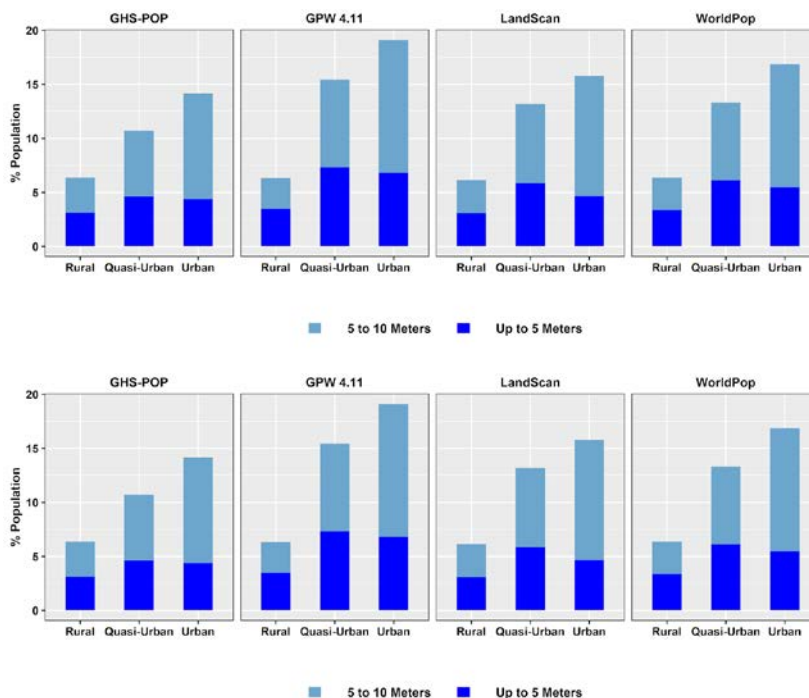 GHS-POP GPW 4.11 LandScan WorldPop
20
15
10
5
0
% Population
Rural Quasi-Urban Urban Rural Quasi-Urban Urban Rural Quasi-Urban Urban Rural Quasi-Urban Urban
5 to 10 Meters Up to 5 Meters
GHS-POP GPW 4.11 LandScan WorldPop
20
15
10
5
0
% Population
Rural Quasi-Urban Urban Rural Quasi-Urban Urban Rural Quasi-Urban Urban Rural Quasi-Urban Urban
5 to 10 Meters Up to 5 Meters